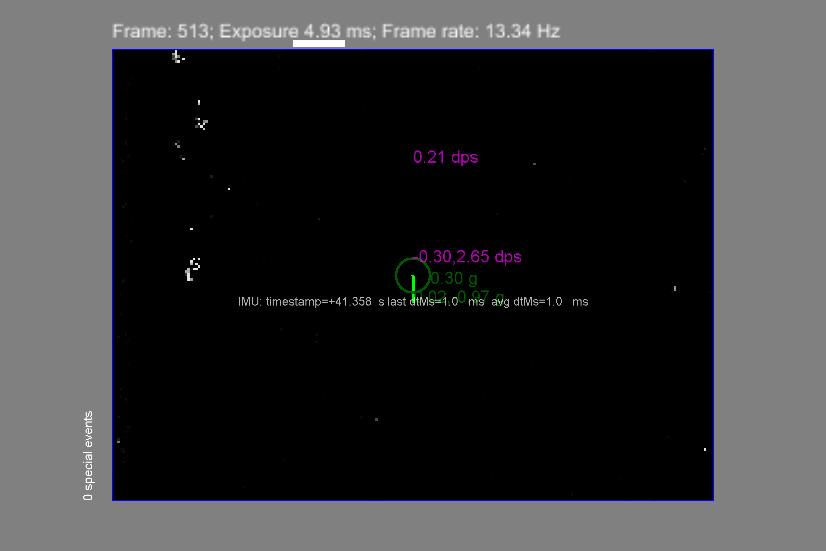 Frame: 513; Exposure 4.93 ms; Frame rate: 13.34 Hz
0.21 dps
-0.30,2.65 dps
0.30 g
IMU: timestamp=+41.358 s last dtMs=1.0 ms avg dtMs=1.0 ms
0 special events